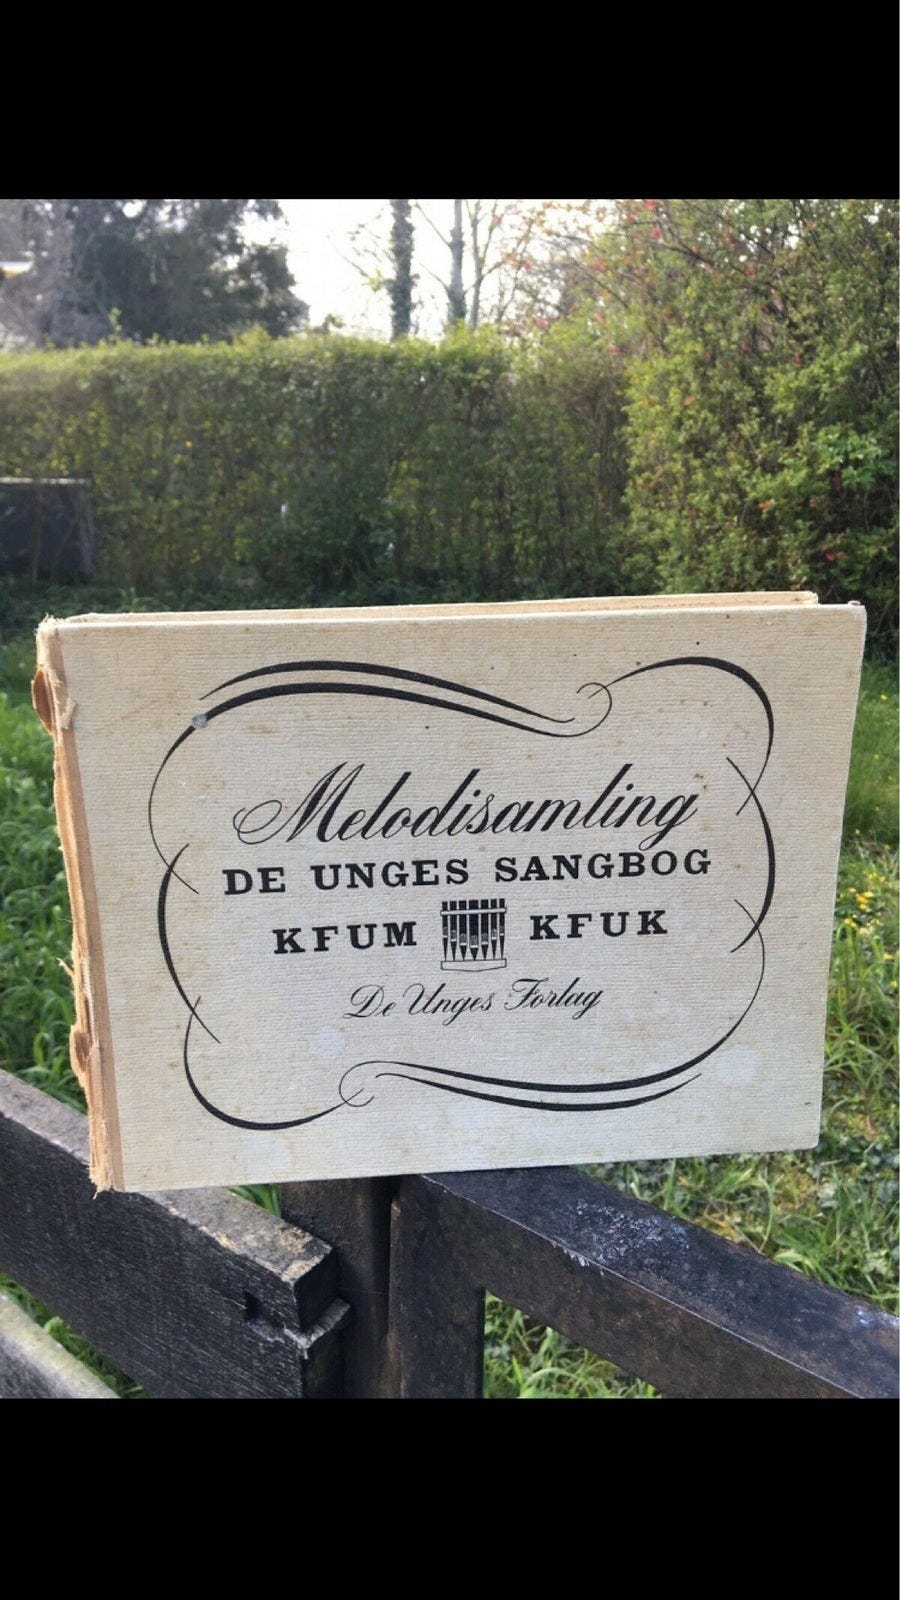 Melodisamling
DE UNGES SANGBOG
KFUM KFUK
De Unges Forlag